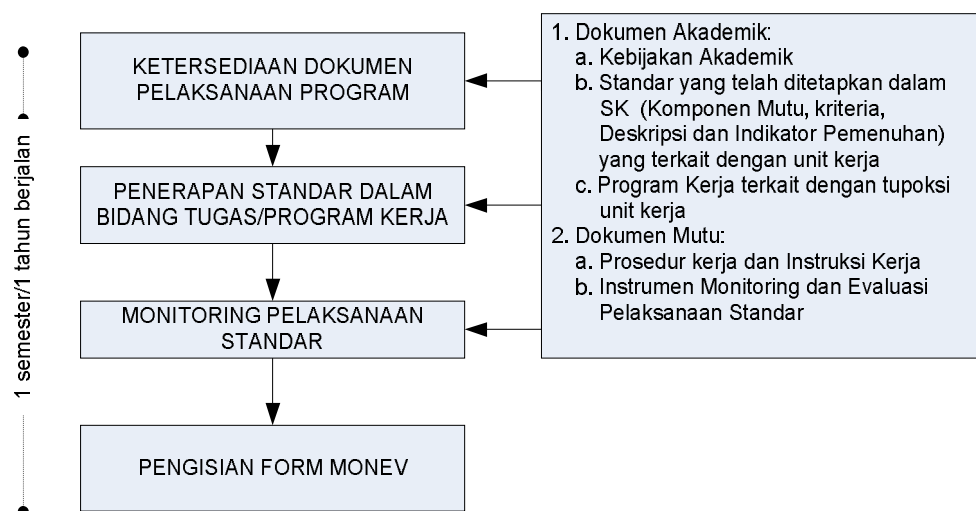 1 semester/1 tahun berjalan
KETERSEDIAAN DOKUMEN
PELAKSANAAN PROGRAM
PENERAPAN STANDAR DALAM
BIDANG TUGAS/PROGRAM KERJA
MONITORING PELAKSANAAN
STANDAR
PENGISIAN FORM MONEV
1. Dokumen Akademik:
a. Kebijakan Akademik
b. Standar yang telah ditetapkan dalam
SK (Komponen Mutu, kriteria,
Deskripsi dan Indikator Pemenuhan)
yang terkait dengan unit kerja
c. Program Kerja terkait dengan tupoksi
unit kerja
2. Dokumen Mutu:
a. Prosedur kerja dan Instruksi Kerja
b. Instrumen Monitoring dan Evaluasi
Pelaksanaan Standar